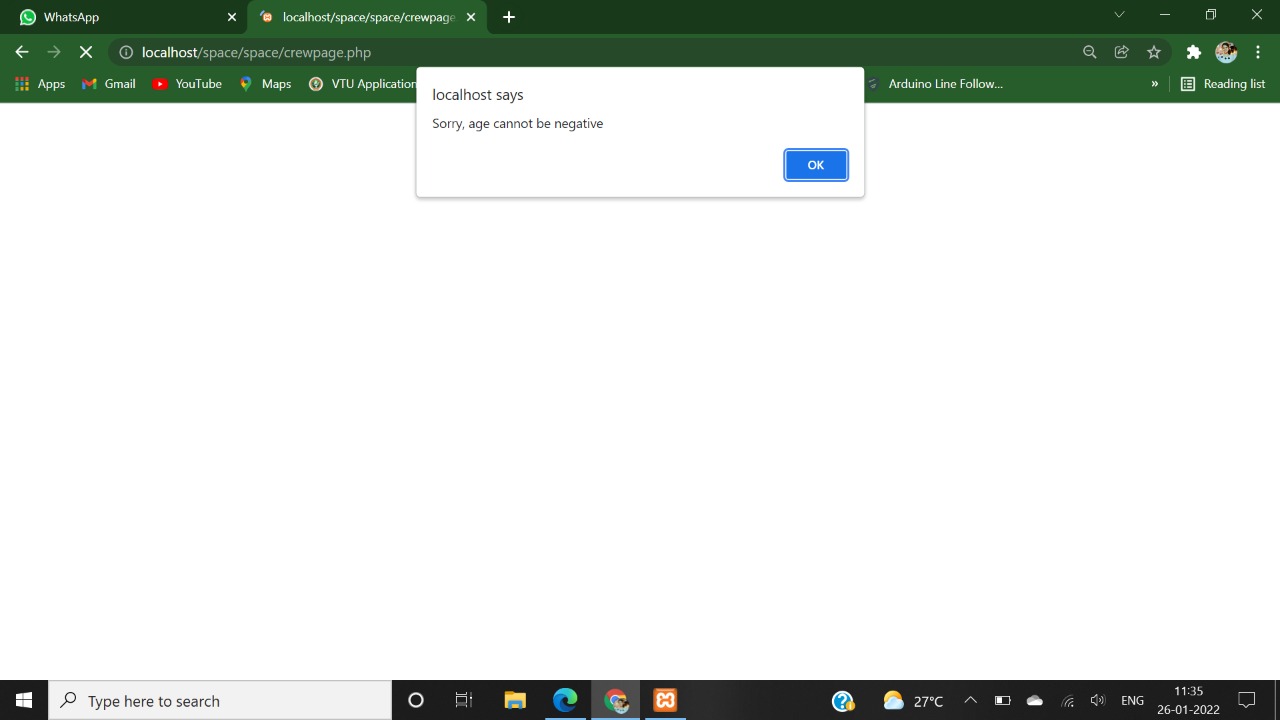 WhatsApp
localhost/space/space/crewpage
localhost/space/space/crewpage.php
Apps Gmail YouTube Maps VTU Application Arduino Line Follow... » Reading list
localhost says
Sorry, age cannot be negative
OK
Type here to search
27°C ENG
11:35
26-01-2022